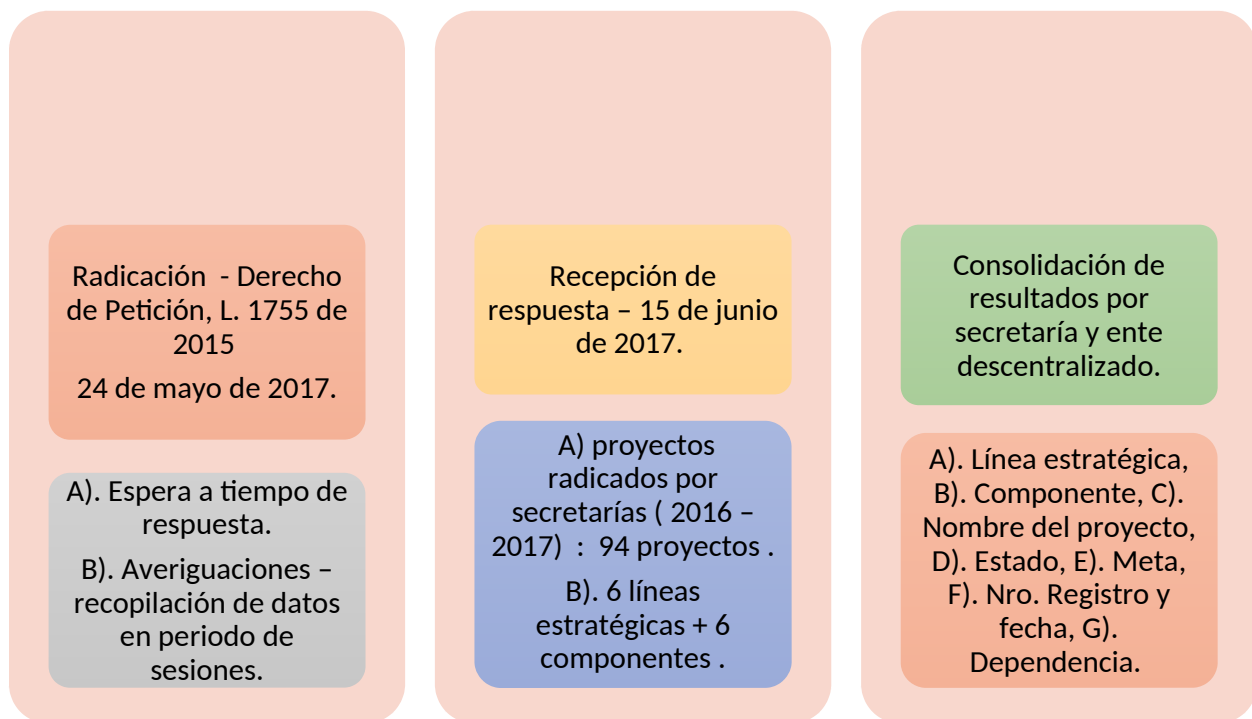 Radicación  - Derecho
de Petición, L. 1755 de
2015
24 de mayo de 2017.
A). Espera a tiempo de
respuesta.
B). Averiguaciones –
recopilación de datos
en periodo de
sesiones.
Recepción de
respuesta – 15 de junio
de 2017.
A) proyectos
radicados por
secretarías ( 2016 –
2017)  :  94 proyectos .
B). 6 líneas
estratégicas + 6
componentes .
Consolidación de
resultados por
secretaría y ente
descentralizado.
A). Línea estratégica,
B). Componente, C).
Nombre del proyecto,
D). Estado, E). Meta,
F). Nro. Registro y
fecha, G).
Dependencia.